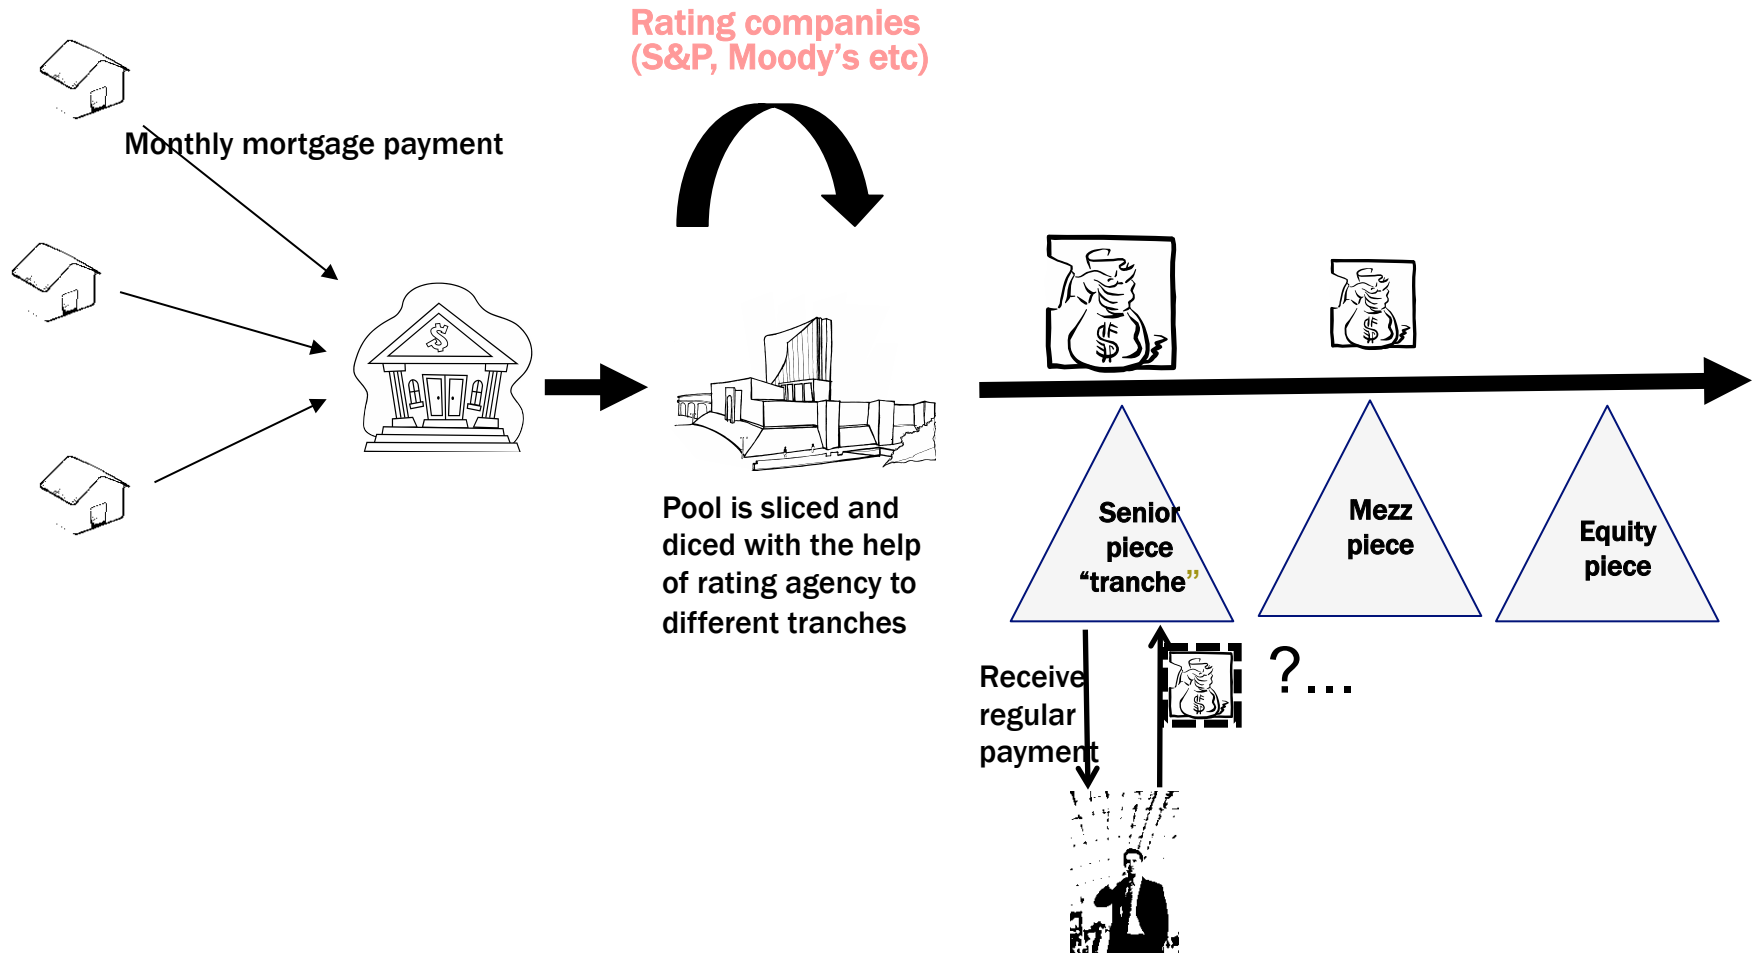 Rating companies
(S&P, Moody’s etc)
Monthly mortgage payment
$
$
$
Pool is sliced and
diced with the help
of rating agency to
different tranches
Senior
piece
“tranche”
Mezz
piece
Equity
piece
Receive
regular
payment
$
?...